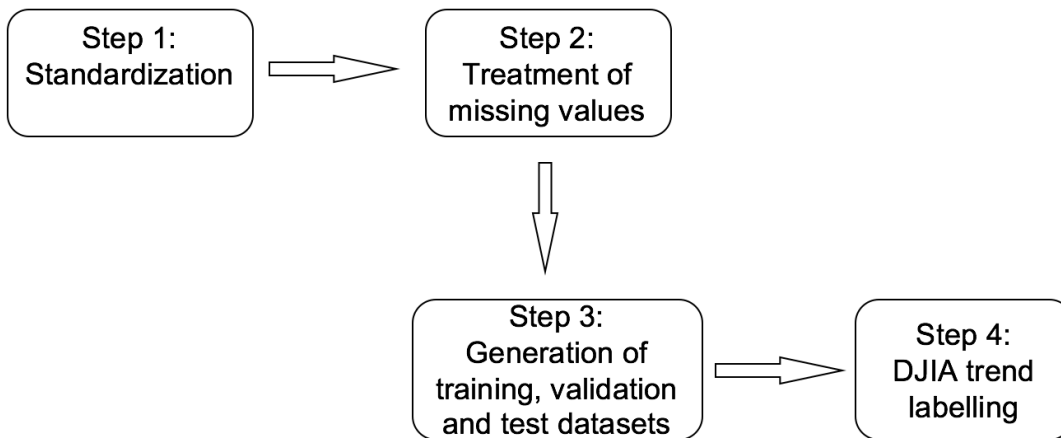 Step 1:
Standardization
Step 2:
Treatment of
missing values
Step 3:
Generation of
training, validation
and test datasets
Step 4:
DJIA trend
labelling